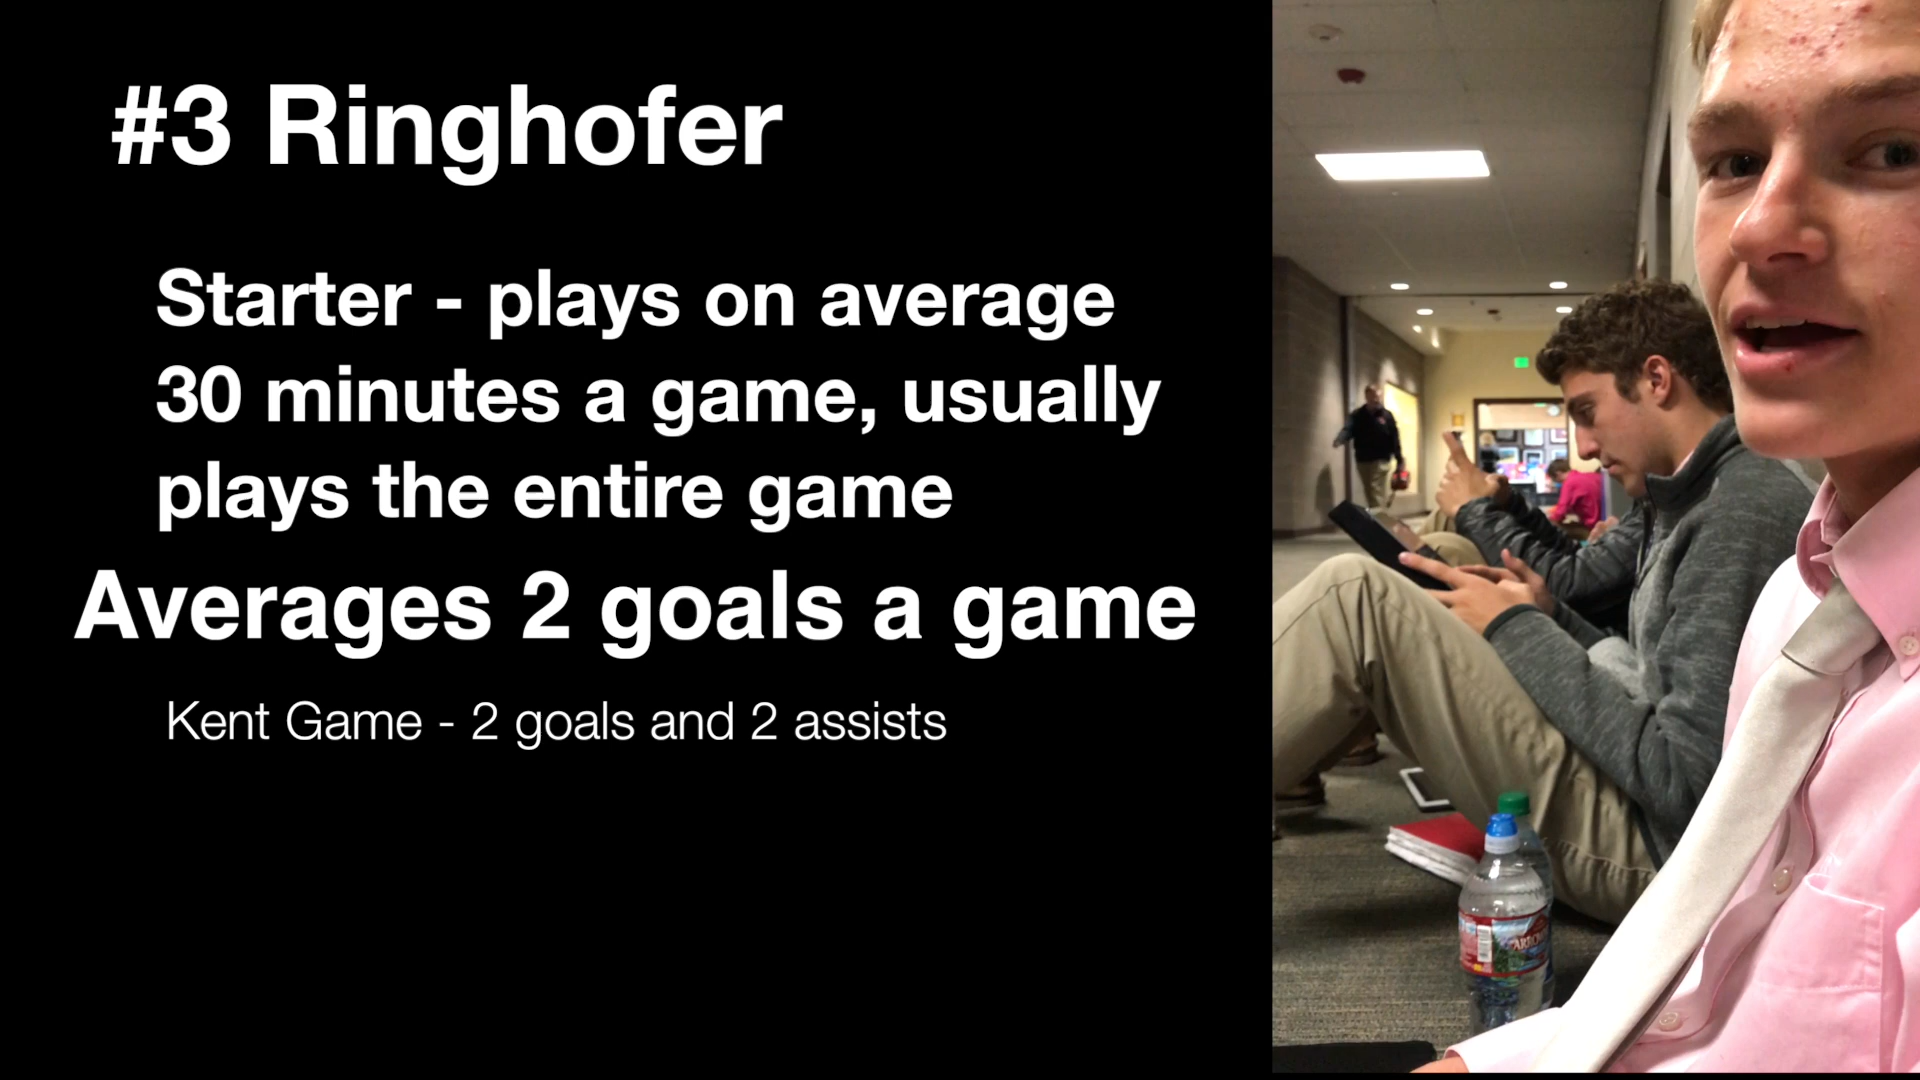 #3 Ringhofer
Starter - plays on average
30 minutes a game, usually
plays the entire game
Averages 2 goals a game
Kent Game - 2 goals and 2 assists